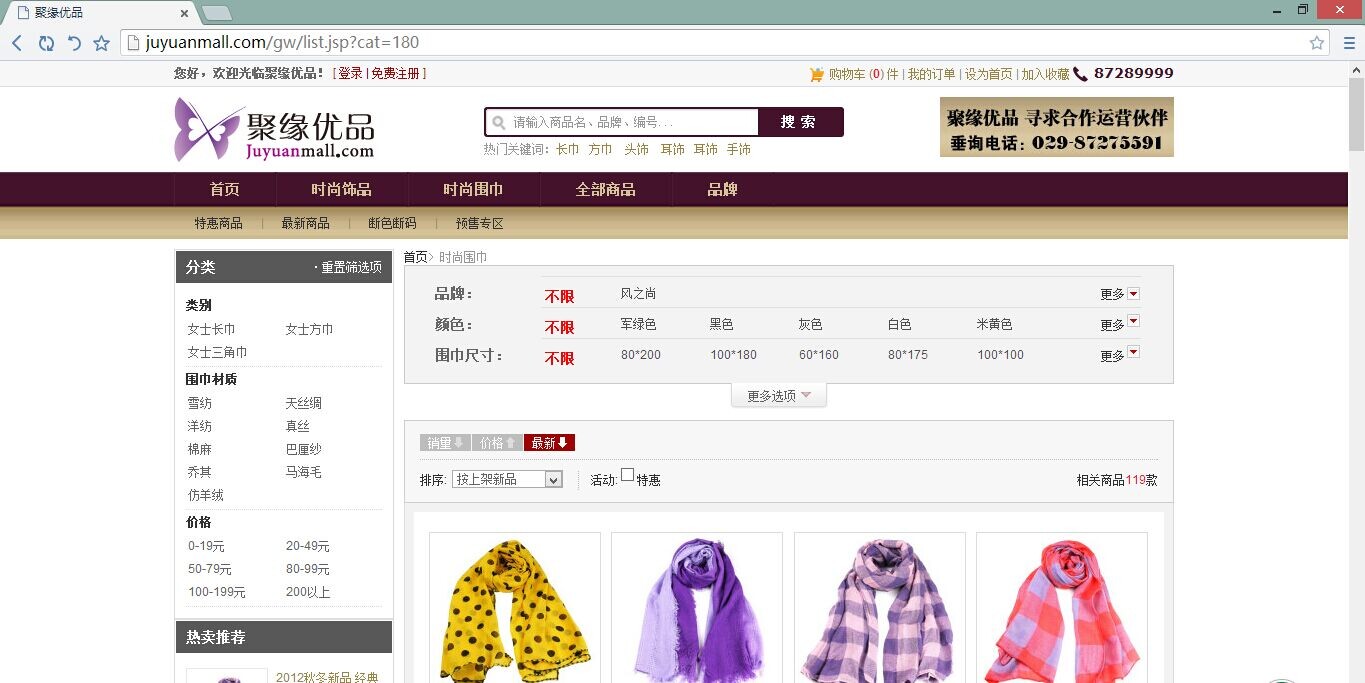 聚缘优品
juyuanmall.com/gw/list.jsp?cat=180
您好，欢迎光临聚缘优品！ [ 登录 | 免费注册 ]
购物车 (0) 件 | 我的订单 | 设为首页 | 加入收藏 87289999
聚缘优品
Juyuanmall.com
请输入商品名、品牌、编号...
搜 索
热门关键词: 长巾 方巾 头饰 耳饰 耳饰 手饰
聚缘优品 寻求合作运营伙伴
垂询电话：029-87275591
首页 时尚饰品 时尚围巾 全部商品 品牌
特惠商品 | 最新商品 | 断色断码 | 预售专区
分类 ·重置筛选项
类别
女士长巾 女士方巾
女士三角巾
围巾材质
雪纺 天丝绸
洋纺 真丝
棉麻 巴厘纱
乔其 马海毛
仿羊绒
价格
0-19元 20-49元
50-79元 80-99元
100-199元 200以上
热卖推荐
2012秋冬新品 经典
首页› 时尚围巾
品牌： 不限 风之尚 更多
颜色： 不限 军绿色 黑色 灰色 白色 米黄色 更多
围巾尺寸： 不限 80*200 100*180 60*160 80*175 100*100 更多
更多选项
销量 价格 最新
排序: 按上架新品 活动: 特惠 相关商品119款